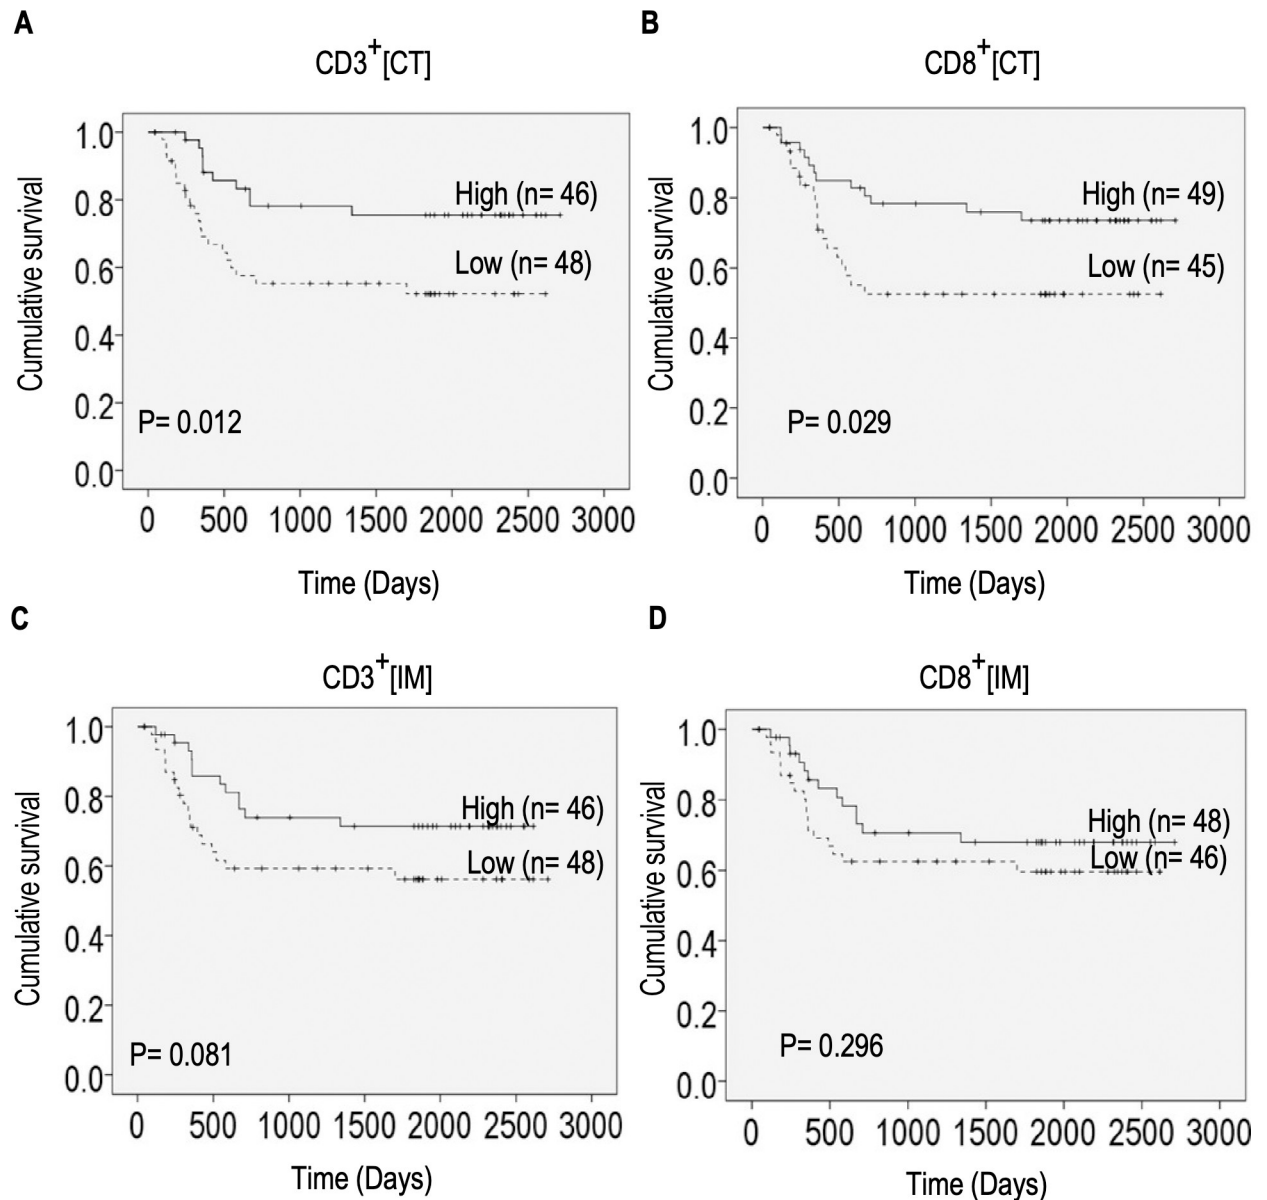 A
CD3+[CT]
Cumulative survival
1.0
0.8
0.6
0.4
0.2
0.0
High (n= 46)
Low (n= 48)
P= 0.012
0 500 1000 1500 2000 2500 3000
Time (Days)
B
CD8+[CT]
Cumulative survival
1.0
0.8
0.6
0.4
0.2
0.0
High (n= 49)
Low (n= 45)
P= 0.029
0 500 1000 1500 2000 2500 3000
Time (Days)
C
CD3+[IM]
Cumulative survival
1.0
0.8
0.6
0.4
0.2
0.0
High (n= 46)
Low (n= 48)
P= 0.081
0 500 1000 1500 2000 2500 3000
Time (Days)
D
CD8+[IM]
Cumulative survival
1.0
0.8
0.6
0.4
0.2
0.0
High (n= 48)
Low (n= 46)
P= 0.296
0 500 1000 1500 2000 2500 3000
Time (Days)